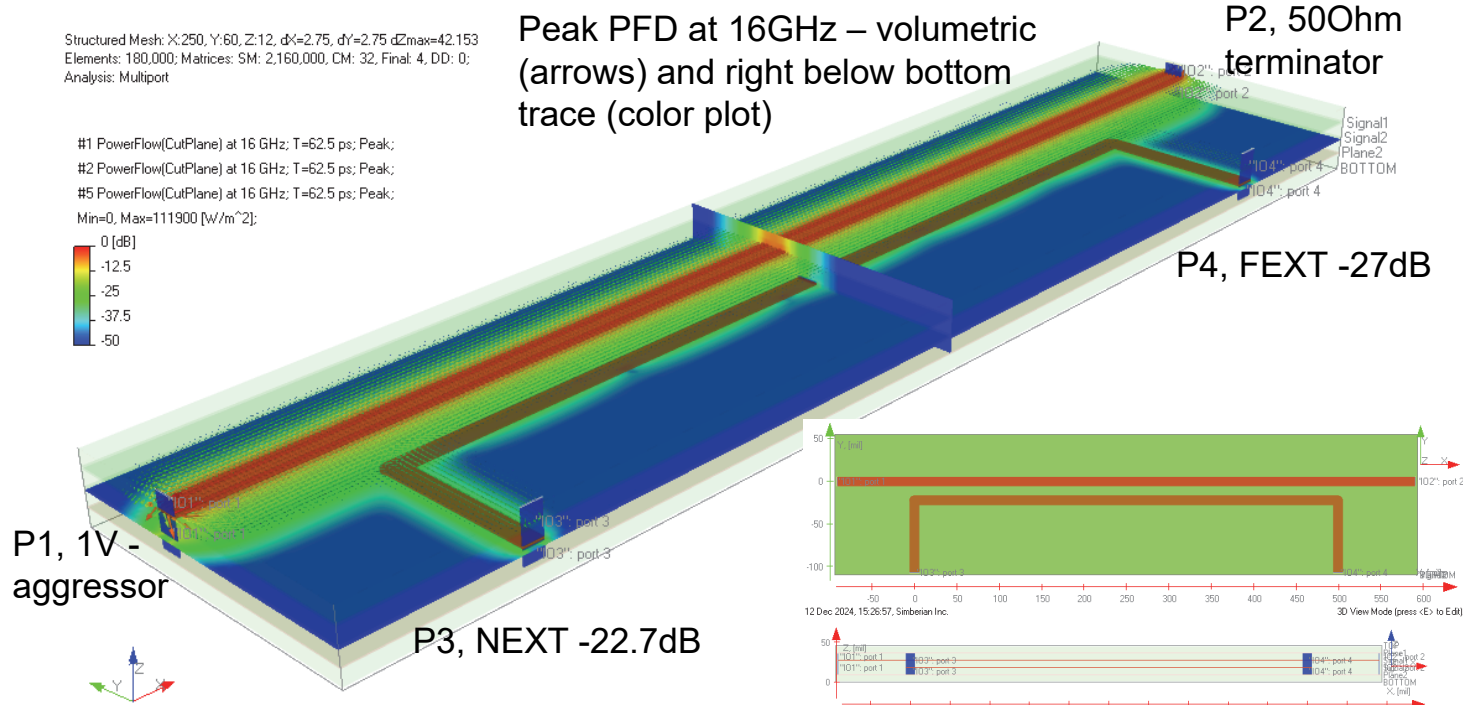 Structured Mesh: X:250, Y:60, Z:12, dX=2.75, dY=2.75 dZmax=42.153
Elements: 180,000; Matrices: SM: 2,160,000, CM: 32, Final: 4, DD: 0;
Analysis: Multiport
Peak PFD at 16GHz – volumetric
(arrows) and right below bottom
trace (color plot)
P2, 50Ohm
terminator
#1 PowerFlow(CutPlane) at 16 GHz; T=62.5 ps; Peak;
#2 PowerFlow(CutPlane) at 16 GHz; T=62.5 ps; Peak;
#5 PowerFlow(CutPlane) at 16 GHz; T=62.5 ps; Peak;
Min=0, Max=111900 [W/m^2];
0 [dB]
-12.5
-25
-37.5
-50
"IO2": port 2
Signal1
Signal2
Plane2
BOTTOM
"IO4": port 4
"IO4": port 4
P4, FEXT -27dB
"IO1": port 1
"IO3": port 3
"IO3": port 3
P1, 1V -
aggressor
P3, NEXT -22.7dB
Z
Y
X
50
Y, [mil]
0
-50
-100
"IO1": port 1
"IO2": port 2
"IO3": port 3
"IO4": port 4
Y
Z
X
-50
0
50
100
150
200
250
300
350
400
450
500
550
600
12 Dec 2024, 15:26:57, Simberian Inc.
3D View Mode (press <E> to Edit)
50
Z, [mil]
0
"IO1": port 1
"IO1": port 1
"IO3": port 3
"IO3": port 3
"IO4": port 4
"IO4": port 4
Plane2
BOTTOM
X, [mil]